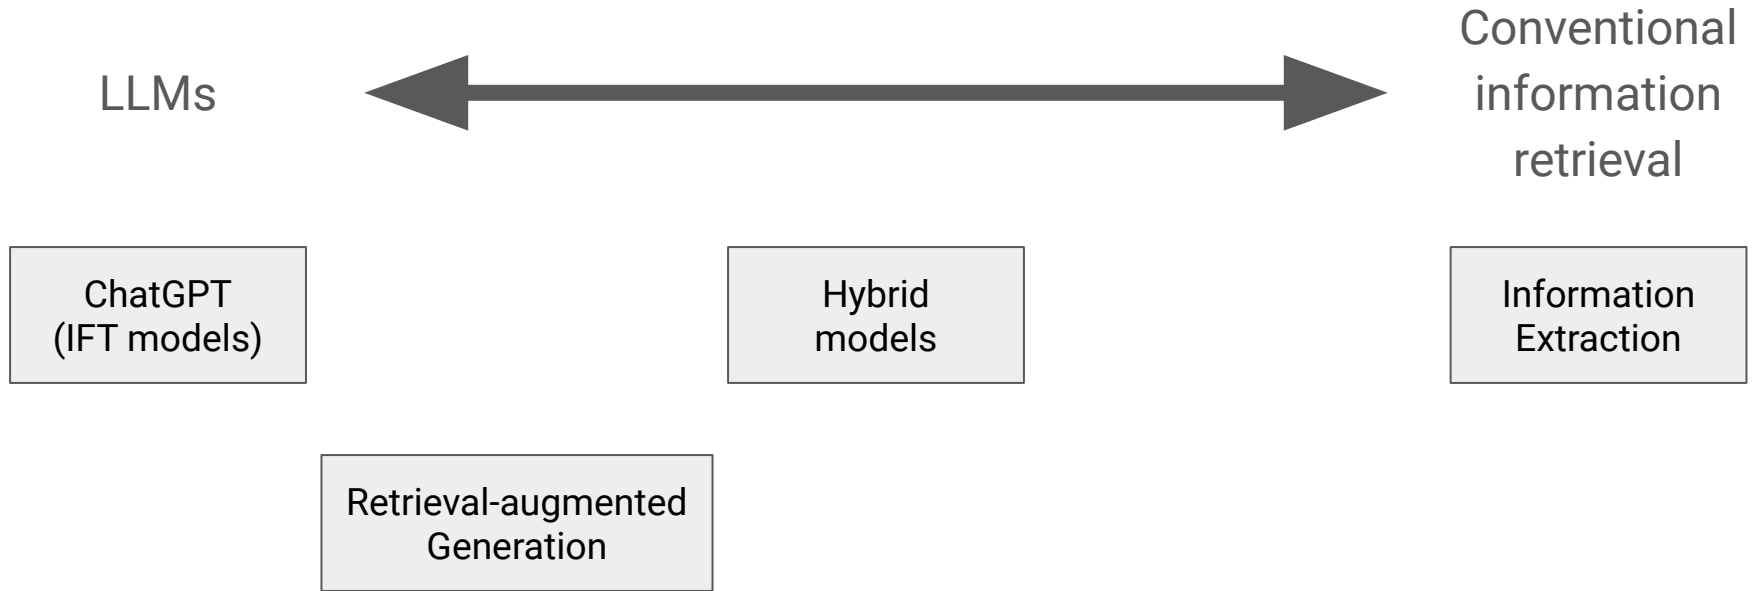 LLMs
Conventional
information
retrieval
ChatGPT
(IFT models)
Hybrid
models
Information
Extraction
Retrieval-augmented
Generation